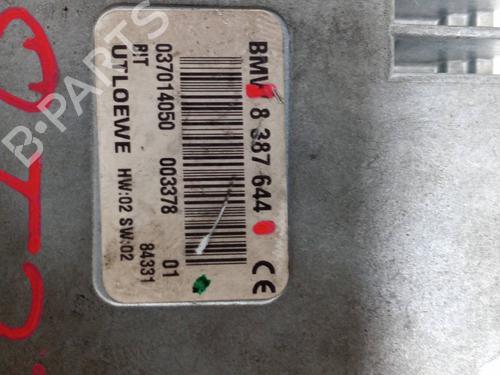 BMW 8 387 644
037014050 003378 01
BIT 84331
UTLOEWE HW:02 SW:02
CE
B-PARTS